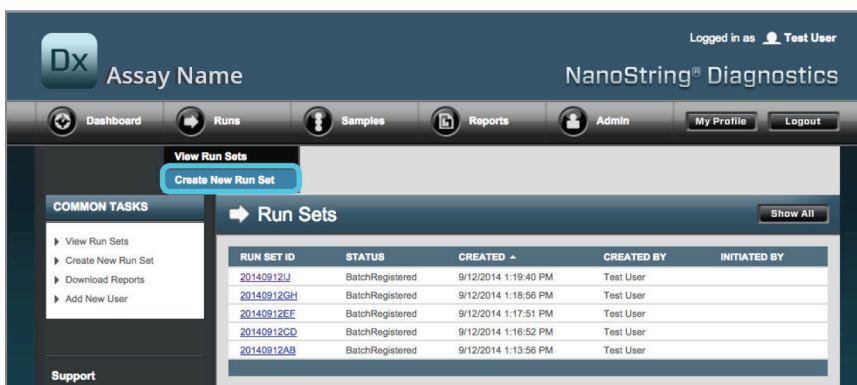 Logged in as Test User
Dx Assay Name
NanoString® Diagnostics
Dashboard Runs Samples Reports Admin My Profile Logout
View Run Sets
Create New Run Set
COMMON TASKS
View Run Sets
Create New Run Set
Download Reports
Add New User
Support
Run Sets Show All
RUN SET ID STATUS CREATED CREATED BY INITIATED BY
20140912IJ BatchRegistered 9/12/2014 1:19:40 PM Test User
20140912GH BatchRegistered 9/12/2014 1:18:56 PM Test User
20140912EF BatchRegistered 9/12/2014 1:17:51 PM Test User
20140912CD BatchRegistered 9/12/2014 1:16:52 PM Test User
20140912AB BatchRegistered 9/12/2014 1:13:56 PM Test User